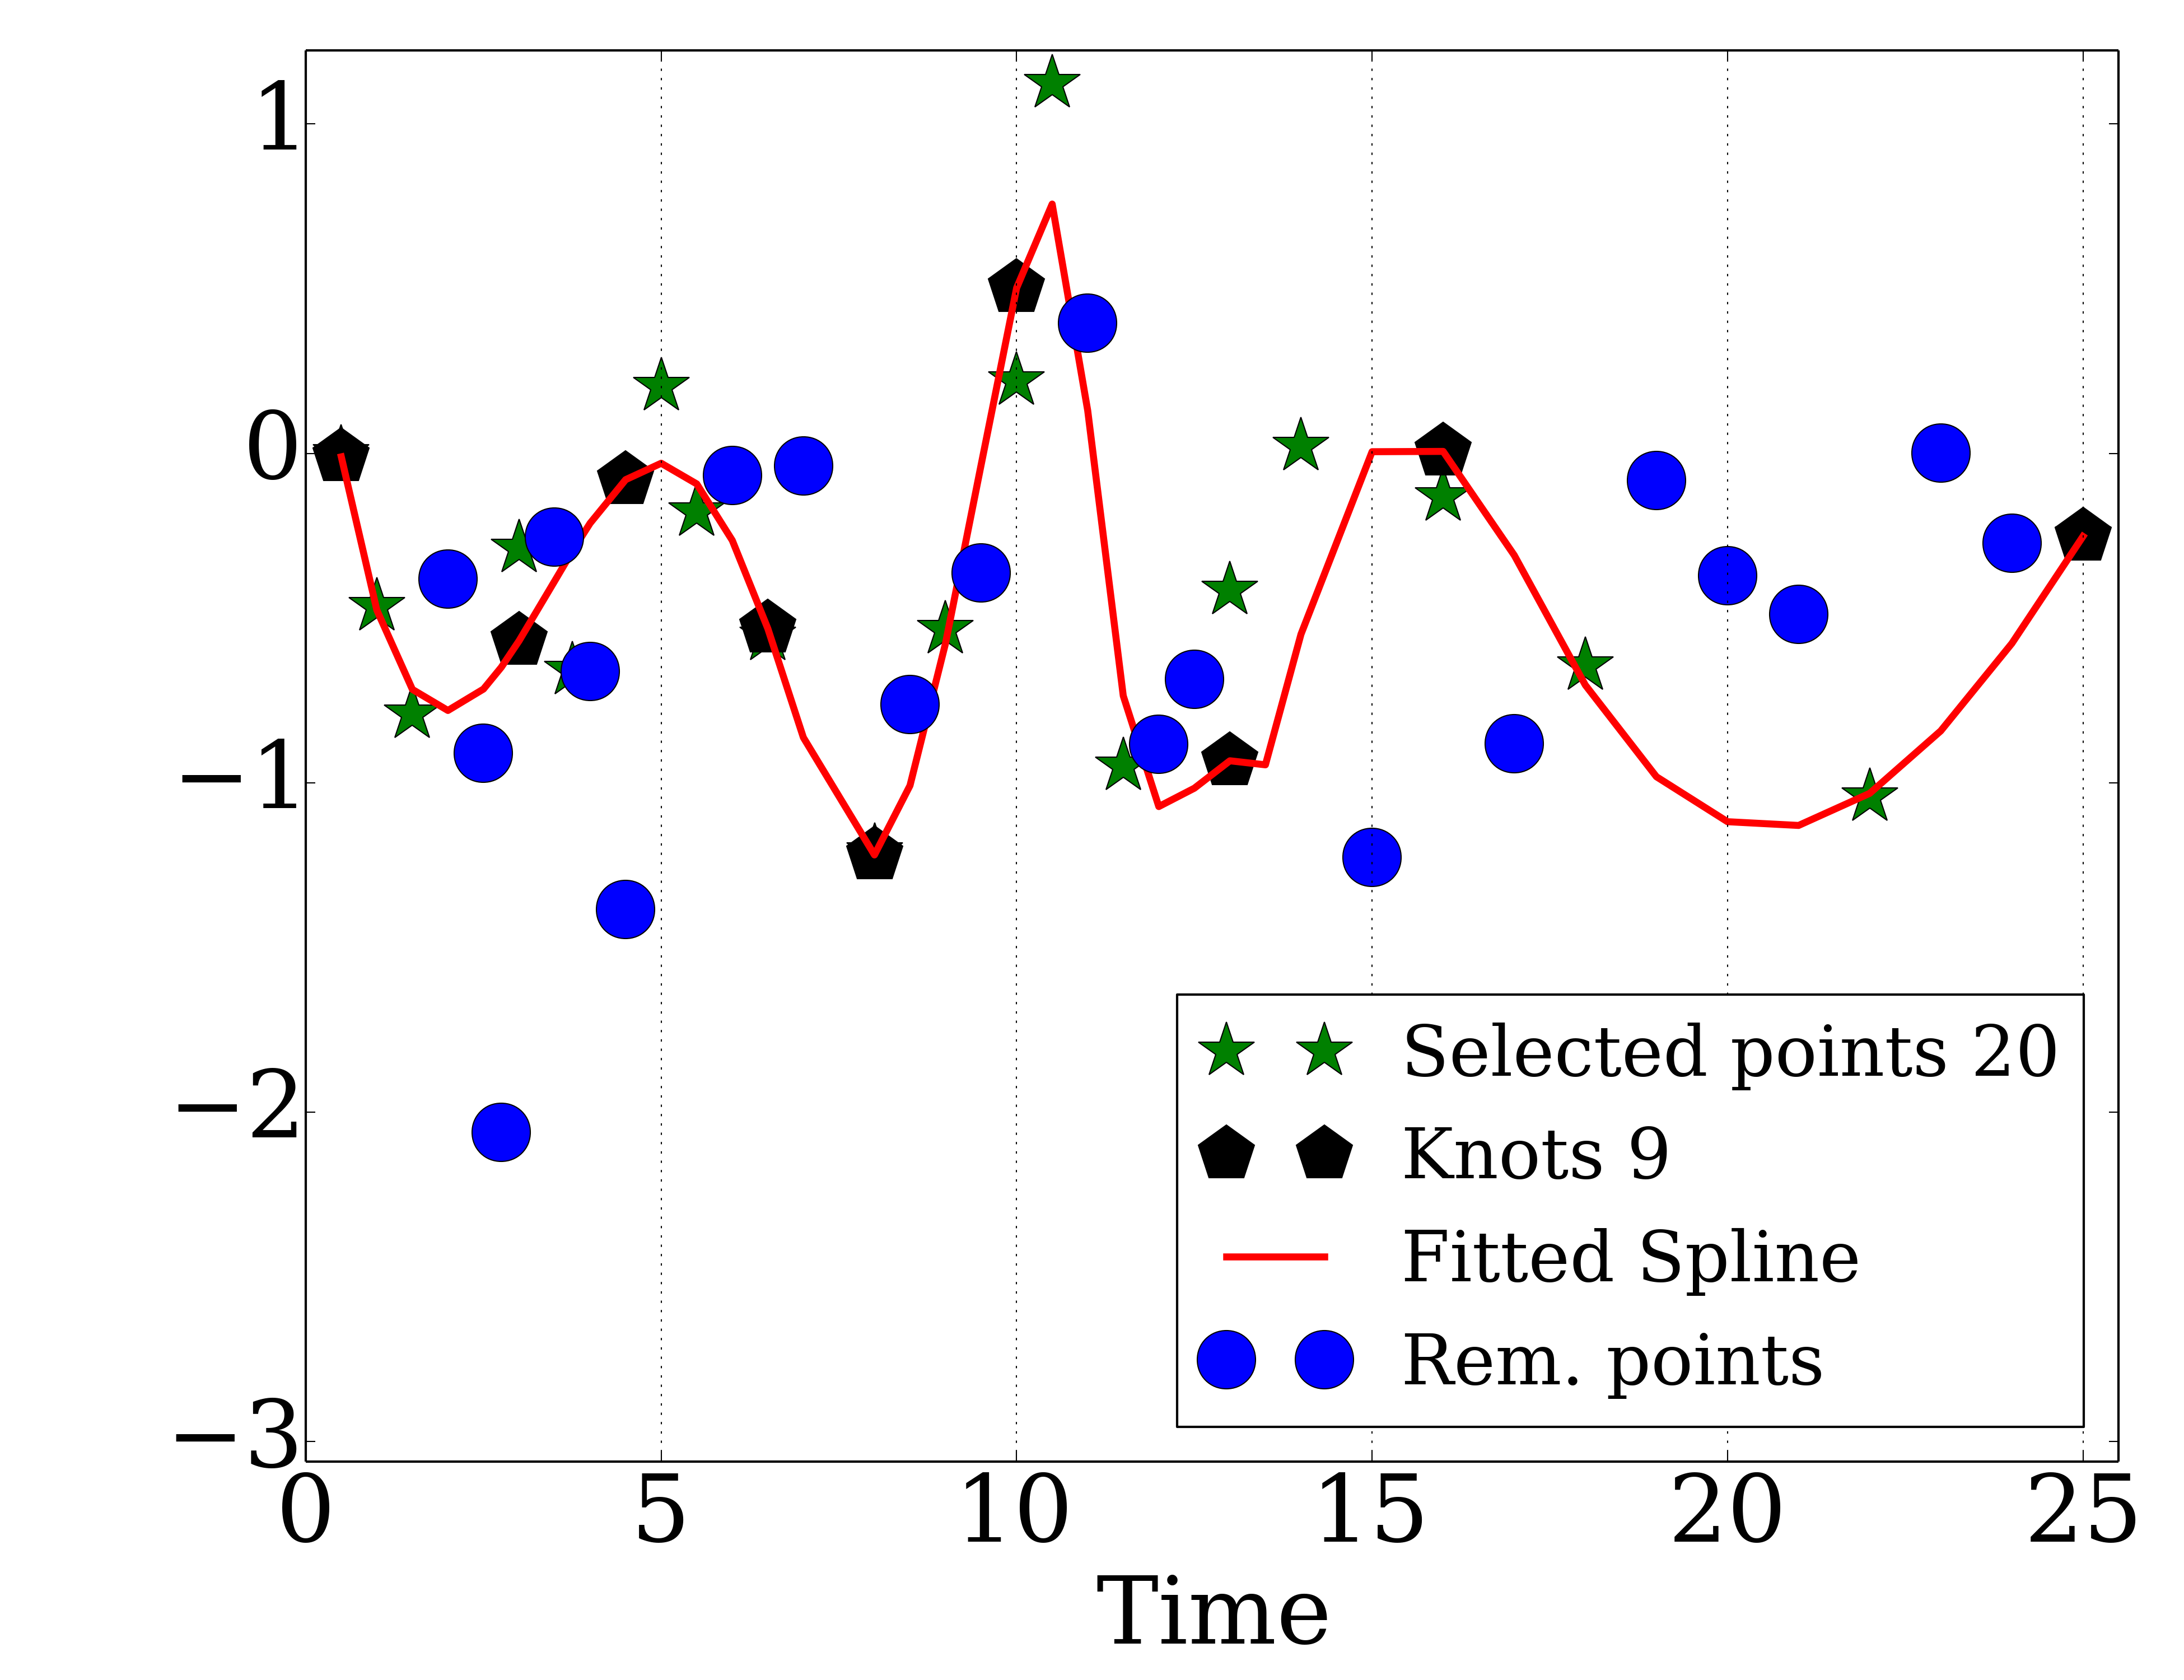 1
0
−1
−2
−3
0 5 10 15 20 25
Time
Selected points 20
Knots 9
Fitted Spline
Rem. points